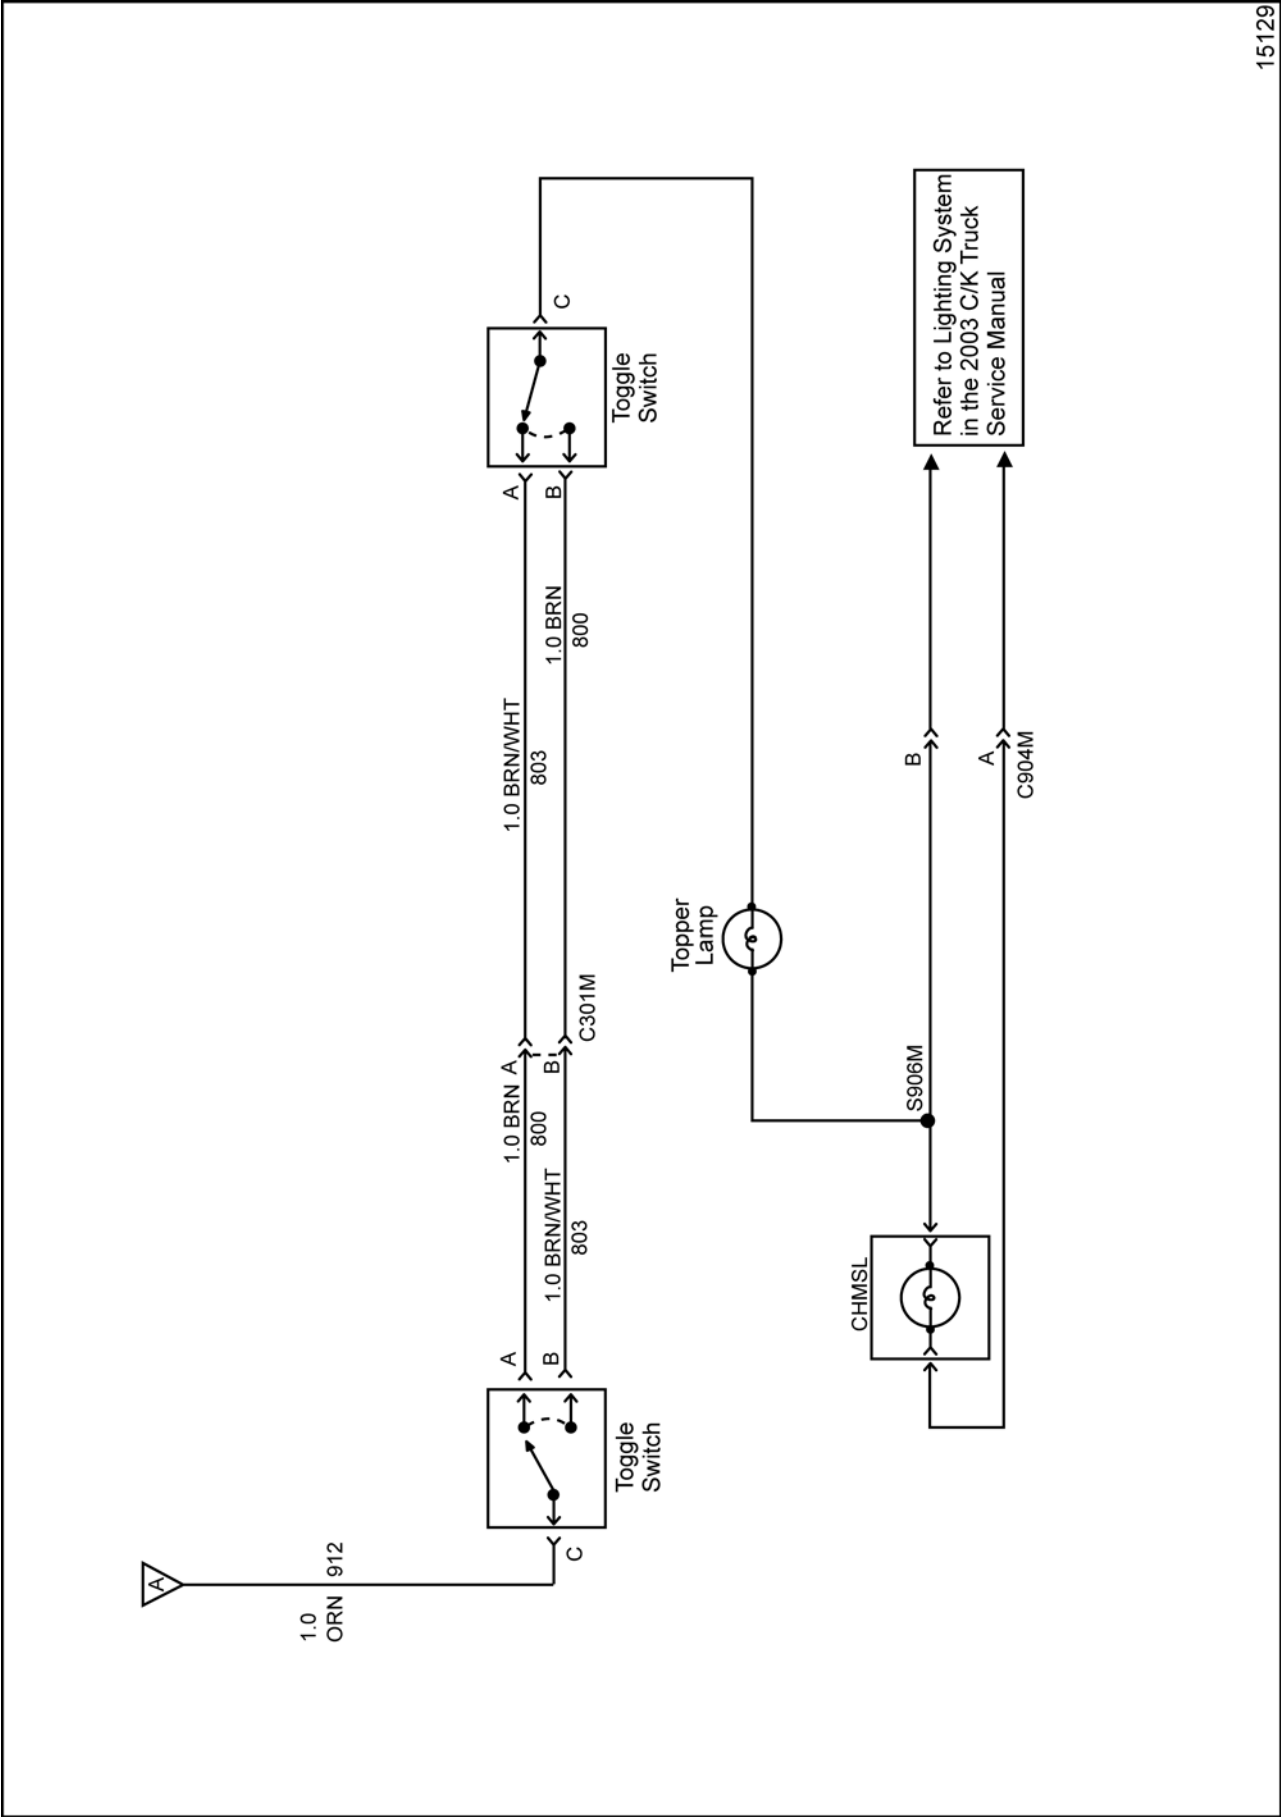 A
1.0
ORN 912
C
Toggle
Switch
A
B
1.0 BRN A
800
1.0 BRN/WHT B
803
C301M
1.0 BRN/WHT
803
1.0 BRN
800
A
B
Toggle
Switch
C
Topper
Lamp
S906M
CHMSL
B
A
C904M
Refer to Lighting System
in the 2003 C/K Truck
Service Manual
15129